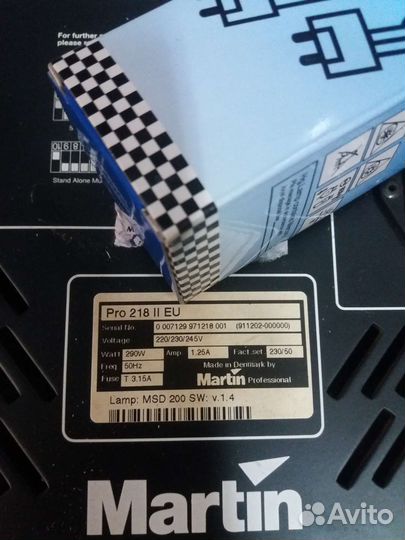 For further
please se
Stand Alone Mu
Pro 218 II EU
Serial No. 0 007129 971218 001 (911202-000000)
Voltage 220/230/245V
Watt 290W Amp. 1.25A Fact.set. 230/50
Freq 50Hz Made in Denmark by
Fuse T 3.15A Martin Professional
Lamp: MSD 200 SW: v.1.4
Martin
Avito